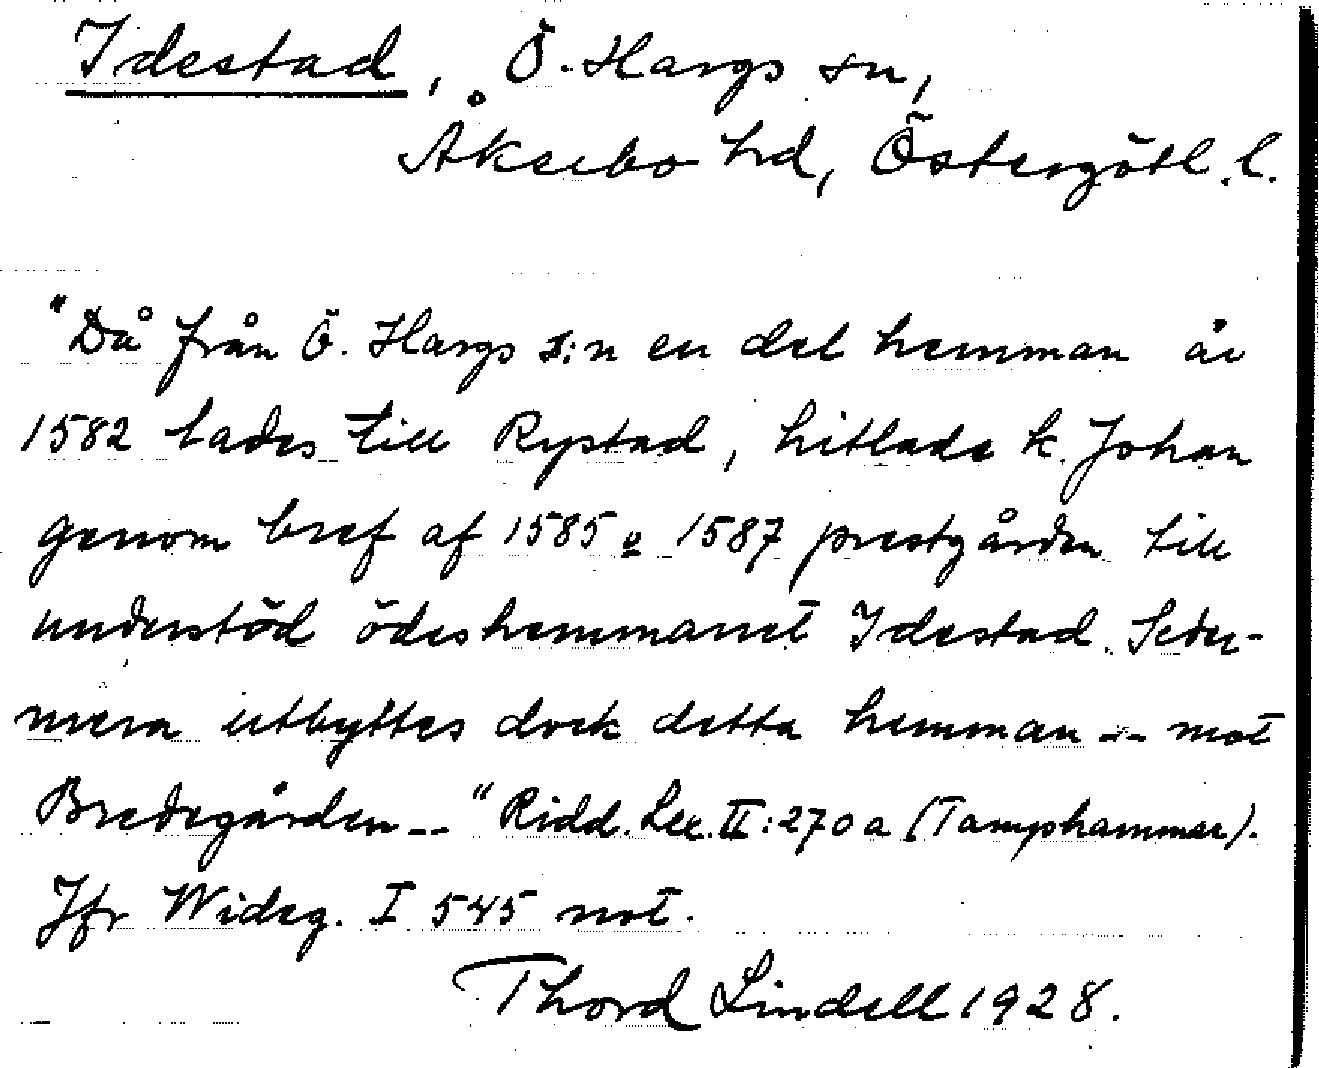 Idestad, Ö. Hargs sn,
Åkerbo hd, Östergötl. l.
"Då från Ö. Hargs s:n en del hemman år
1582 lades till Rystad, hitlade k. Johan
genom bref af 1585 o 1587 prestgården till
understöd ödeshemmanet Idestad. Seder-
mera utbyttes dock detta hemman -- mot
Bredegården -- " Ridd. Lex. II: 270 a (Tamphammar).
Jfr Wideg. I 545 not.
Thord Lindell 1928.